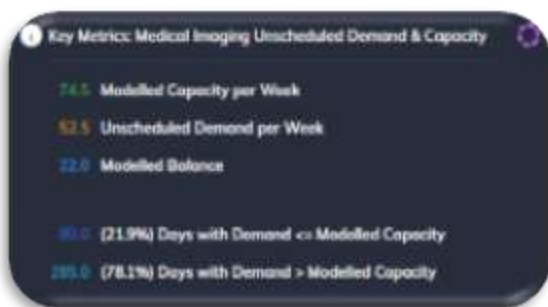 i Key Metrics: Medical Imaging Unscheduled Demand & Capacity
74.5 Modelled Capacity per Week
52.5 Unscheduled Demand per Week
22.0 Modelled Balance
80.0 (21.9%) Days with Demand <= Modelled Capacity
285.0 (78.1%) Days with Demand > Modelled Capacity